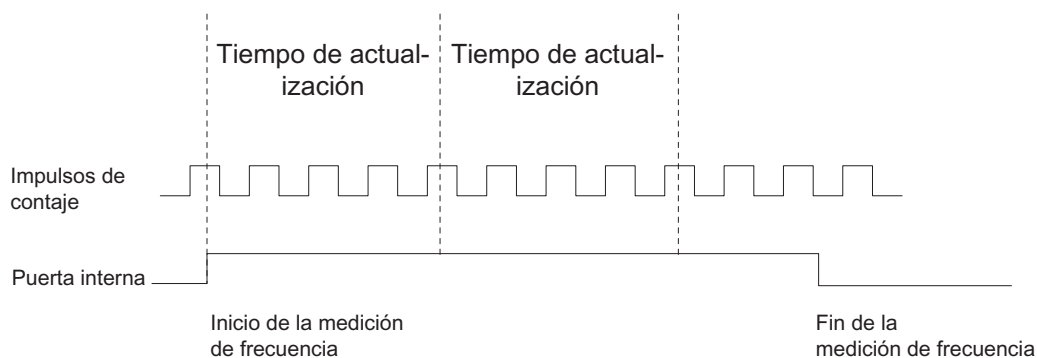 Tiempo de actual-
ización
Tiempo de actual-
ización
Impulsos de
contaje
Puerta interna
Inicio de la medición
de frecuencia
Fin de la
medición de frecuencia